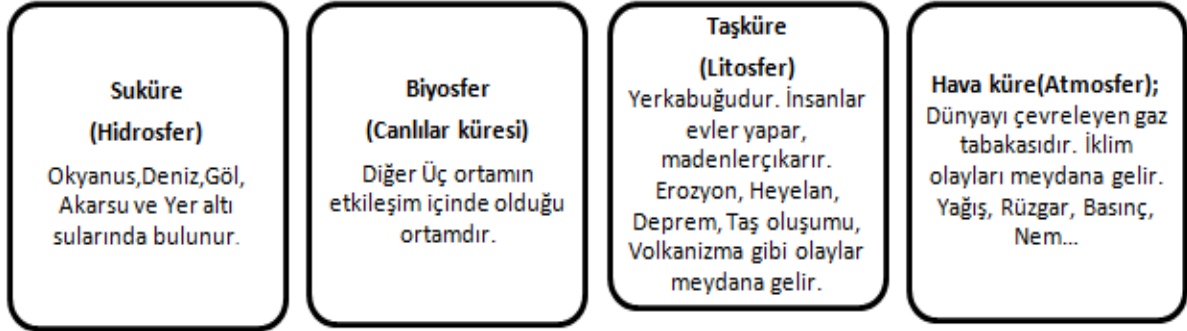 Suküre
(Hidrosfer)
Okyanus,Deniz,Göl,
Akarsu ve Yer altı
sularında bulunur.
Biyosfer
(Canlılar küresi)
Diğer Üç ortamın
etkileşim içinde olduğu
ortamdır.
Taşküre
(Litosfer)
Yerkabuğudur. İnsanlar
evler yapar,
madenlerçıkarır.
Erozyon, Heyelan,
Deprem,Taş oluşumu,
Volkanizma gibi olaylar
meydana gelir.
Hava küre(Atmosfer);
Dünyayı çevreleyen gaz
tabakasıdır. İklim
olayları meydana gelir.
Yağış, Rüzgar, Basınç,
Nem...